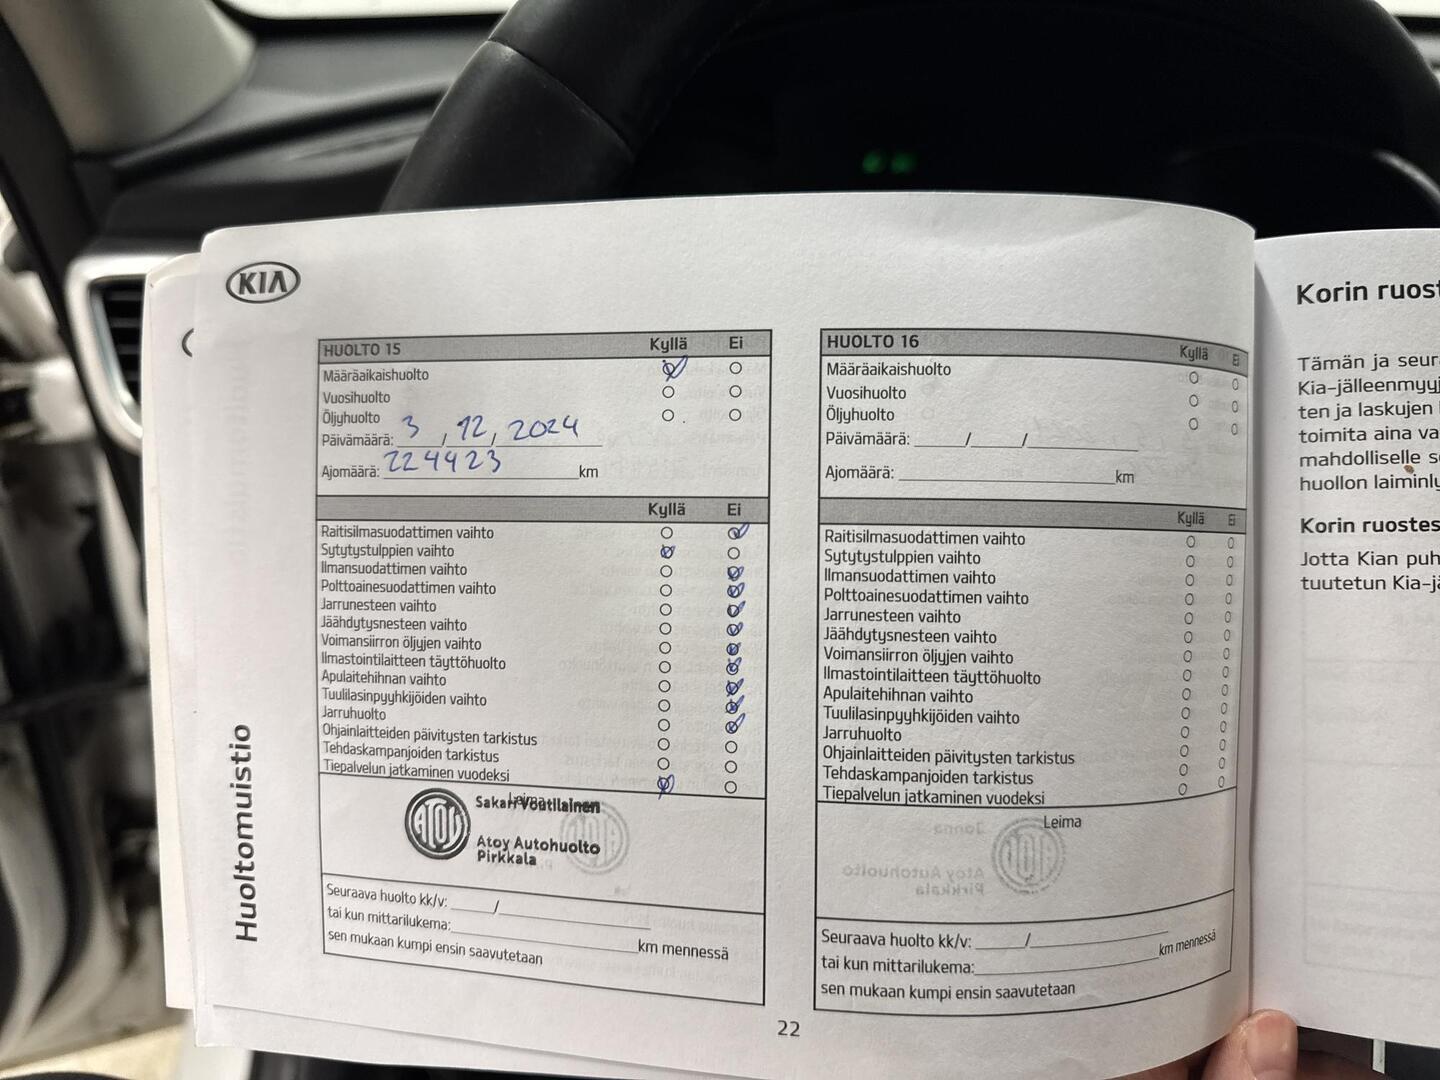 KIA
HUOLTO 15 Kyllä Ei
Määräaikaishuolto
Vuosihuolto
Öljyhuolto
Päivämäärä: 3 / 12 / 2024
Ajomäärä: 224423 km
Kyllä Ei
Raitisilmasuodattimen vaihto
Sytytystulppien vaihto
Ilmansuodattimen vaihto
Polttoainesuodattimen vaihto
Jarrunesteen vaihto
Jäähdytysnesteen vaihto
Voimansiirron öljyjen vaihto
Ilmastointilaitteen täyttöhuolto
Apulaitehihnan vaihto
Tuulilasinpyyhkijöiden vaihto
Jarruhuolto
Ohjainlaitteiden päivitysten tarkistus
Tehdaskampanjoiden tarkistus
Tiepalvelun jatkaminen vuodeksi
Leima
ATOY
Sakari Voutilainen
Atoy Autohuolto
Pirkkala
Seuraava huolto kk/v: /
tai kun mittarilukema: km mennessä
sen mukaan kumpi ensin saavutetaan
HUOLTO 16 Kyllä Ei
Määräaikaishuolto
Vuosihuolto
Öljyhuolto
Päivämäärä: / /
Ajomäärä: km
Kyllä Ei
Raitisilmasuodattimen vaihto
Sytytystulppien vaihto
Ilmansuodattimen vaihto
Polttoainesuodattimen vaihto
Jarrunesteen vaihto
Jäähdytysnesteen vaihto
Voimansiirron öljyjen vaihto
Ilmastointilaitteen täyttöhuolto
Apulaitehihnan vaihto
Tuulilasinpyyhkijöiden vaihto
Jarruhuolto
Ohjainlaitteiden päivitysten tarkistus
Tehdaskampanjoiden tarkistus
Tiepalvelun jatkaminen vuodeksi
Leima
Seuraava huolto kk/v: /
tai kun mittarilukema: km mennessä
sen mukaan kumpi ensin saavutetaan
Huoltomuistio
22
Korin ruost
Tämän ja seur
Kia-jälleenmyyj
ten ja laskujen
toimita aina va
mahdolliselle s
huollon laiminly
Korin ruostes
Jotta Kian puh
tuutetun Kia-jä